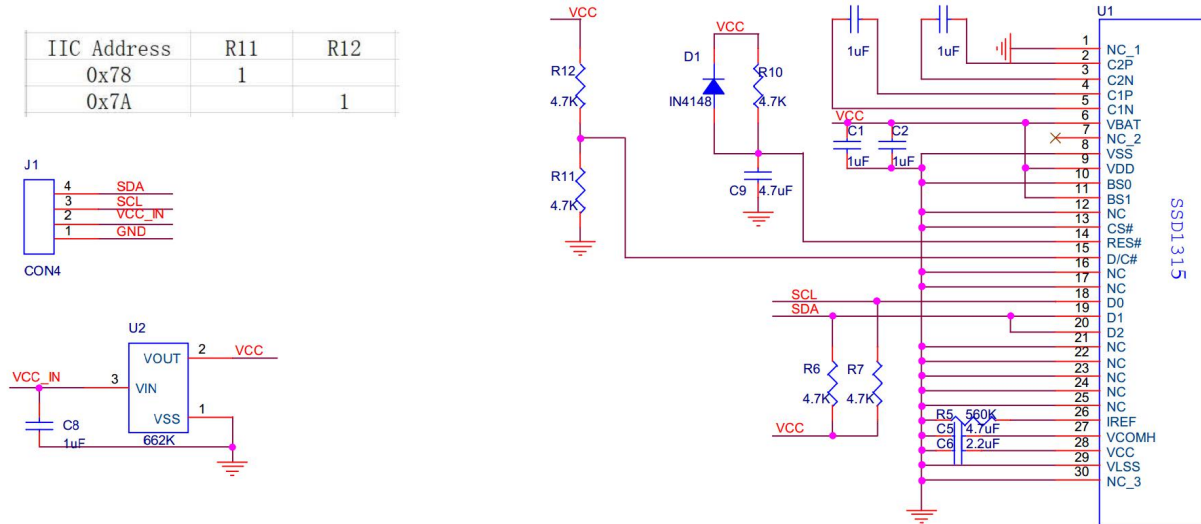 IIC Address R11 R12
0x78 1
0x7A 1
J1
4 SDA
3 SCL
2 VCC_IN
1 GND
CON4
U2
VOUT 2 VCC
VCC_IN 3 VIN
VSS 1
C8
1uF
662K
VCC
R12
4.7K
R11
4.7K
VCC
D1
IN4148
R10
4.7K
C9 4.7uF
1uF
1uF
VCC
C1
1uF
C2
1uF
SCL
SDA
R6
4.7K
R7
4.7K
VCC
R5 560K
C5 4.7uF
C6 2.2uF
U1
1 NC_1
2 C2P
3 C2N
4 C1P
5 C1N
6 VBAT
7 NC_2
8 VSS
9 VDD
10 BS0
11 BS1
12 NC
13 CS#
14 RES#
15 D/C#
16 NC
17 NC
18 D0
19 D1
20 D2
21 NC
22 NC
23 NC
24 NC
25 NC
26 IREF
27 VCOMH
28 VCC
29 VLSS
30 NC_3
SSD1315